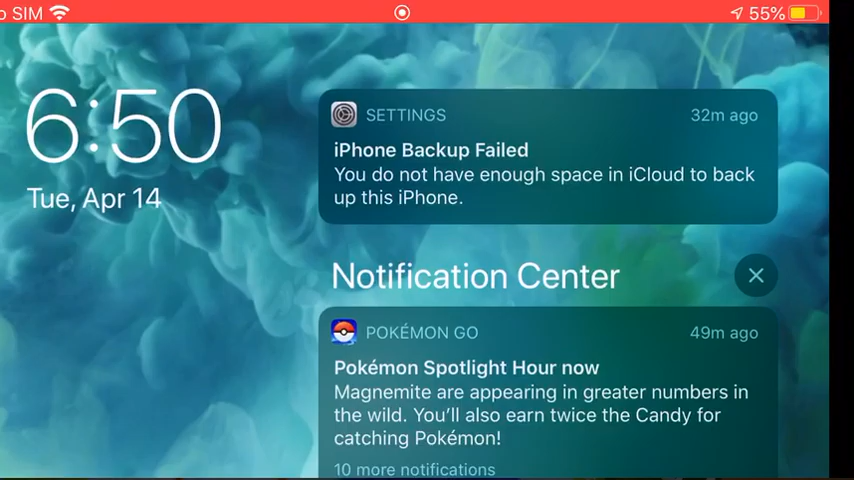 o SIM 55%
6:50
Tue, Apr 14
SETTINGS 32m ago
iPhone Backup Failed
You do not have enough space in iCloud to back
up this iPhone.
Notification Center
POKÉMON GO 49m ago
Pokémon Spotlight Hour now
Magnemite are appearing in greater numbers in
the wild. You’ll also earn twice the Candy for
catching Pokémon!
10 more notifications